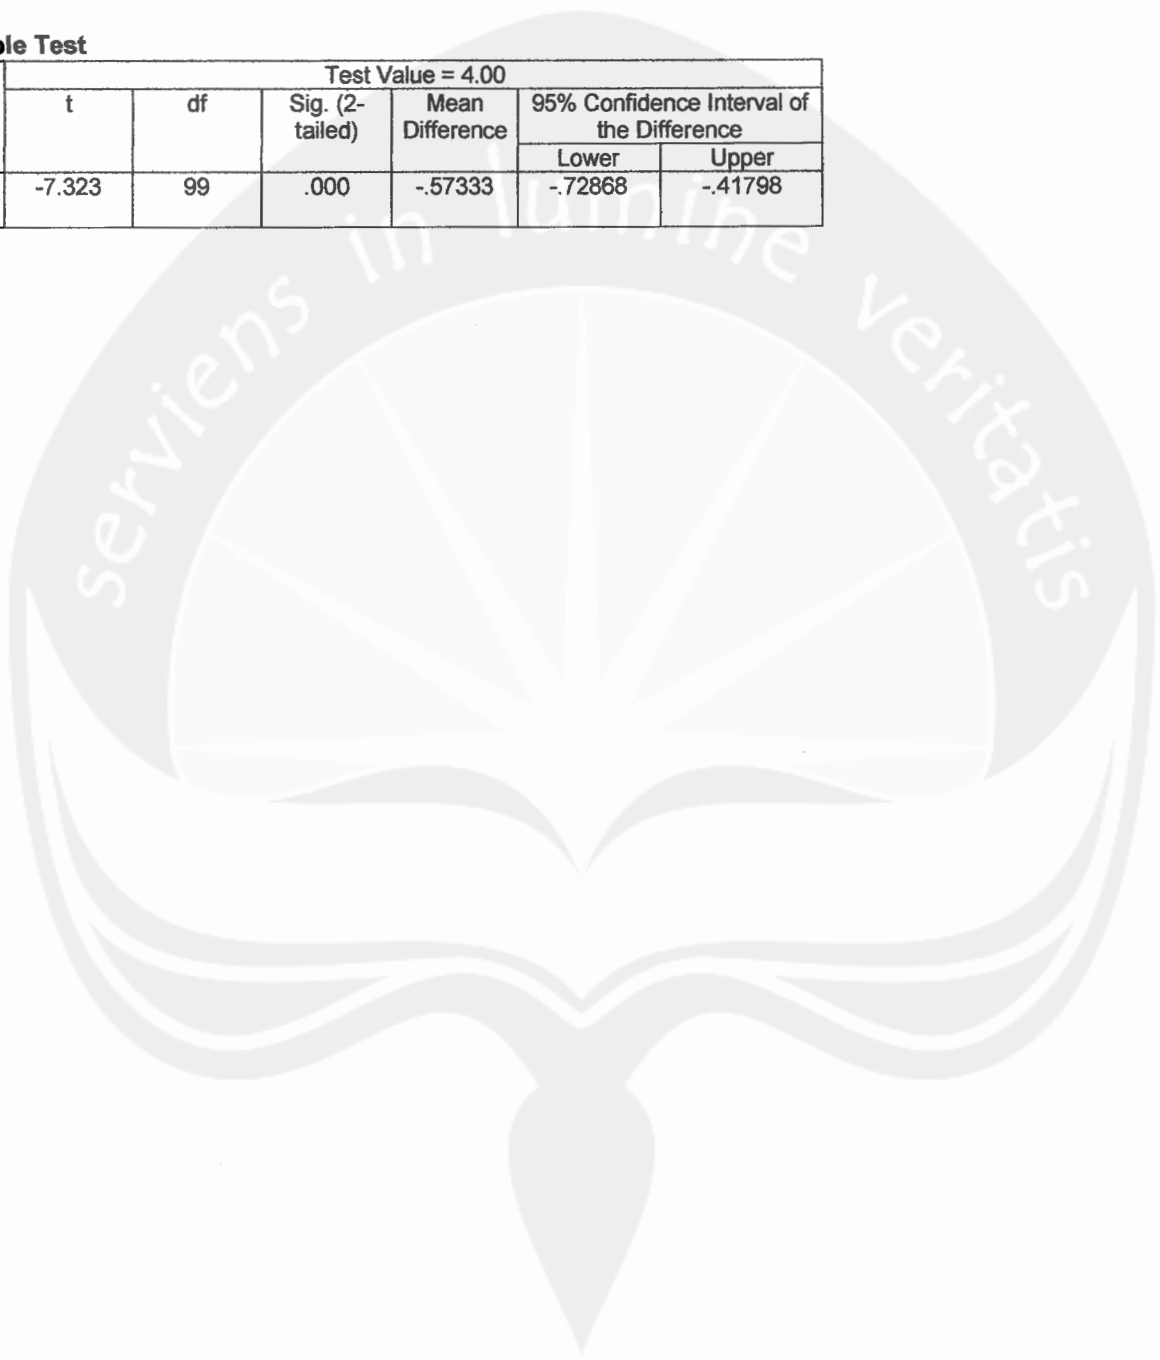 le Test
Test Value = 4.00
t df Sig. (2-tailed) Mean Difference 95% Confidence Interval of the Difference
Lower Upper
-7.323 99 .000 -.57333 -.72868 -.41798
serviens in lumine veritatis